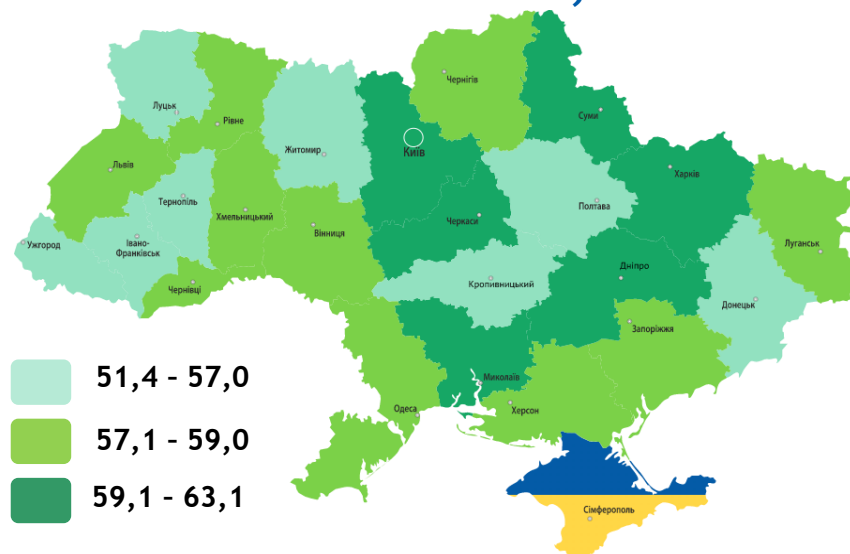 Чернігів
Луцьк
Рівне
Суми
Житомир
Київ
Львів
Харків
Тернопіль
Полтава
Хмельницький
Черкаси
Вінниця
Ужгород
Івано-
Франківськ
Луганськ
Дніпро
Чернівці
Кропивницький
Донецьк
Запоріжжя
Миколаїв
Одеса
Херсон
Сімферополь
51,4 - 57,0
57,1 - 59,0
59,1 - 63,1